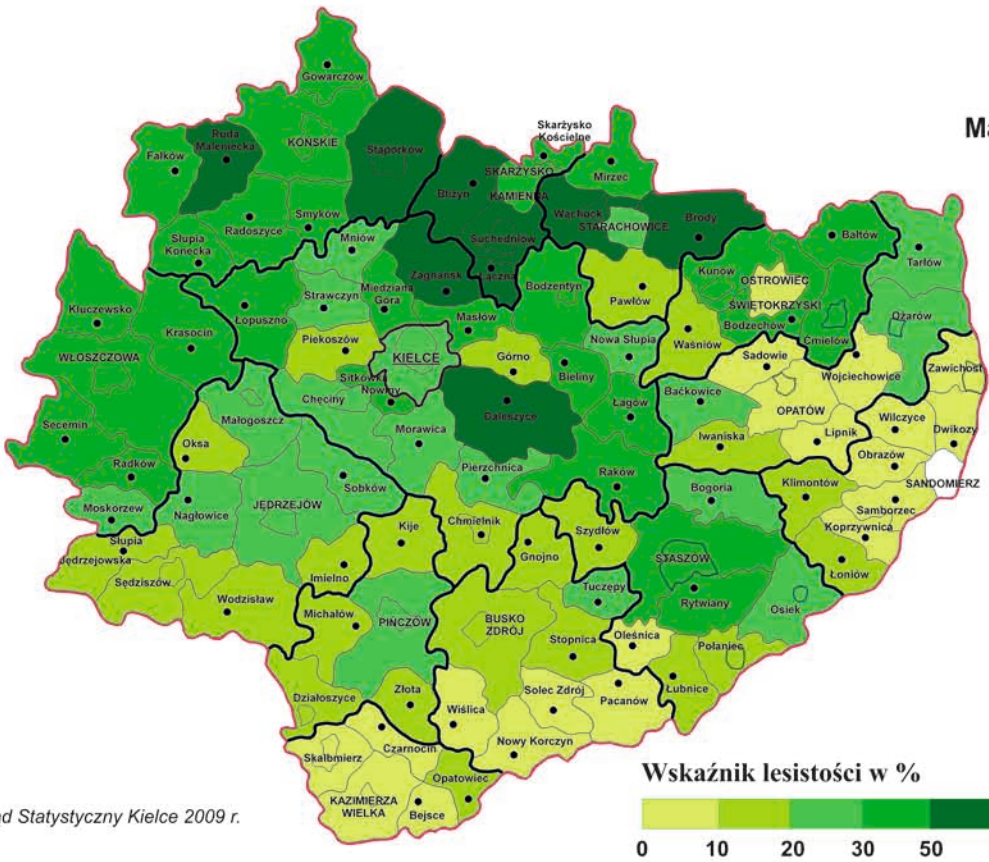 Gowarczów
Skarżysko
Kościelne
Ma
Ruda
Maleniecka
KOŃSKIE
Fałków
Stąporków
SKARŻYSKO
KAMIENNA
Mirzec
Bliżyn
Wąchock
STARACHOWICE
Brody
Radoszyce
Smyków
Słupia
Konecka
Mniów
Suchedniów
Łączna
Zagnańsk
Bałtów
Tarłów
Kunów
OSTROWIEC
ŚWIĘTOKRZYSKI
Bodzechów
Ćmielów
Ożarów
Kluczewsko
Krasocin
Łopuszno
Strawczyn
Miedziana
Góra
Masłów
Bodzentyn
Pawłów
Waśniów
Nowa Słupia
WŁOSZCZOWA
Piekoszów
KIELCE
Górno
Bieliny
Sadowie
Wojciechowice
Zawichost
Sitkówka
Nowiny
Chęciny
Daleszyce
Łagów
Baćkowice
OPATÓW
Wilczyce
Dwikozy
Małogoszcz
Secemin
Oksa
Morawica
Iwaniska
Lipnik
Obrazów
SANDOMIERZ
Radków
Pierzchnica
Raków
Klimontów
Samborzec
Moskorzew
Nagłowice
JĘDRZEJÓW
Sobków
Bogoria
Koprzywnica
Słupia
Jędrzejowska
Sędziszów
Kije
Chmielnik
Gnojno
Szydłów
STASZÓW
Łoniów
Imielno
Wodzisław
Michałów
PIŃCZÓW
BUSKO
ZDRÓJ
Tuczępy
Rytwiany
Osiek
Stopnica
Oleśnica
Połaniec
Działoszyce
Złota
Wiślica
Solec Zdrój
Pacanów
Łubnice
Czarnocin
Nowy Korczyn
Skalbmierz
Opatowiec
KAZIMIERZA
WIELKA
Bejsce
Wskaźnik lesistości w %
0 10 20 30 50
d Statystyczny Kielce 2009 r.